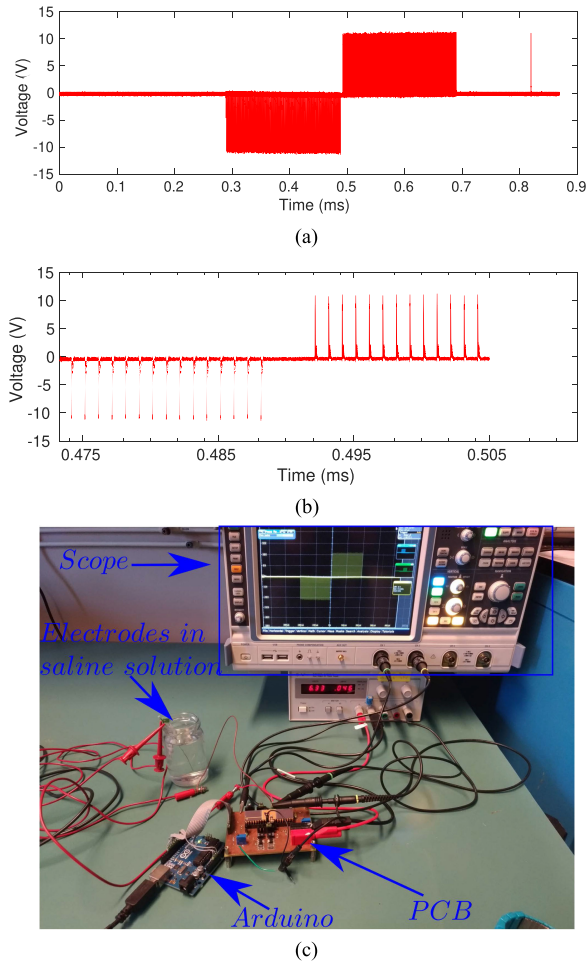 15
10
5
0
-5
-10
-15
Voltage (V)
0 0.1 0.2 0.3 0.4 0.5 0.6 0.7 0.8 0.9
Time (ms)
(a)
15
10
5
0
-5
-10
-15
Voltage (V)
0.475 0.485 0.495 0.505
Time (ms)
(b)
Scope
Electrodes in
saline solution
Arduino
PCB
(c)